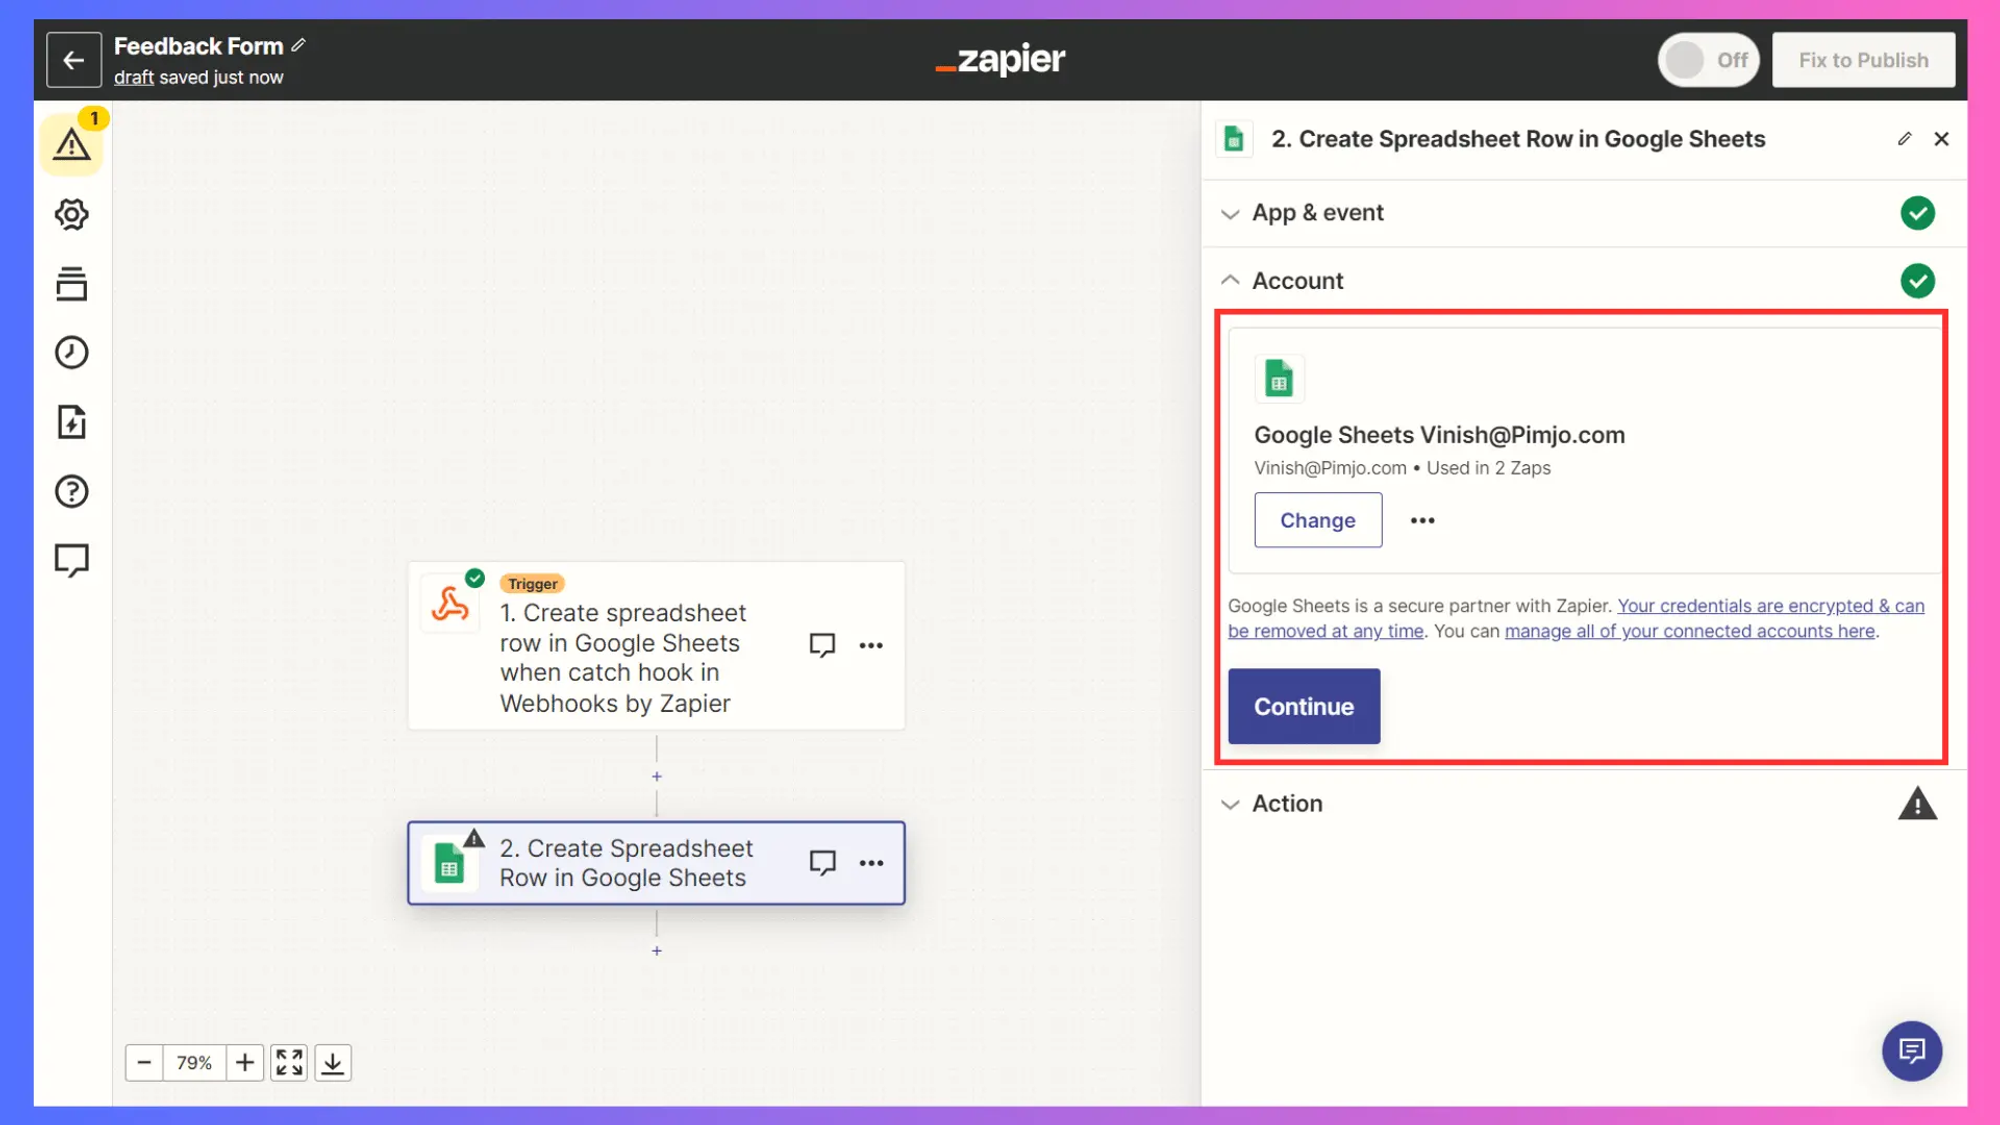 Feedback Form
draft saved just now
zapier
Off
Fix to Publish
1
Trigger
1. Create spreadsheet
row in Google Sheets
when catch hook in
Webhooks by Zapier
+
2. Create Spreadsheet
Row in Google Sheets
+
79%
2. Create Spreadsheet Row in Google Sheets
App & event
Account
Google Sheets Vinish@Pimjo.com
Vinish@Pimjo.com • Used in 2 Zaps
Change
Google Sheets is a secure partner with Zapier. Your credentials are encrypted & can
be removed at any time. You can manage all of your connected accounts here.
Continue
Action